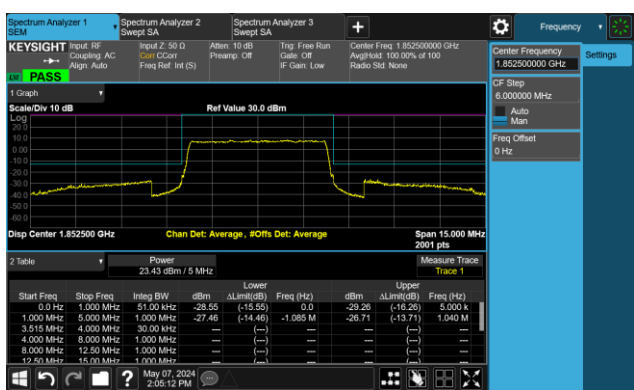 Spectrum Analyzer 1
SEM
Spectrum Analyzer 2
Swept SA
Spectrum Analyzer 3
Swept SA
+
Frequency
KEYSIGHT
Input: RF
Coupling: AC
Align: Auto
Input Z: 50 Ω
Corr CCorr
Freq Ref: Int (S)
Atten: 10 dB
Preamp: Off
Trig: Free Run
Gate: Off
IF Gain: Low
Center Freq: 1.852500000 GHz
Avg|Hold: 100.00% of 100
Radio Std: None
PASS
Center Frequency
1.852500000 GHz
Settings
CF Step
6.000000 MHz
Auto
Man
Freq Offset
0 Hz
1 Graph
Scale/Div 10 dB
Ref Value 30.0 dBm
Log
20.0
10.0
0.00
-10.0
-20.0
-30.0
-40.0
-50.0
-60.0
Disp Center 1.852500 GHz
Chan Det: Average, #Offs Det: Average
Span 15.000 MHz
2001 pts
2 Table
Power
23.43 dBm / 5 MHz
Measure Trace
Trace 1
Lower Upper
Start Freq Stop Freq Integ BW dBm ΔLimit(dB) Freq (Hz) dBm ΔLimit(dB) Freq (Hz)
0.0 Hz 1.000 MHz 51.00 kHz -28.55 (-15.55) 0.0 -29.26 (-16.26) 5.000 k
1.000 MHz 5.000 MHz 1.000 MHz -27.46 (-14.46) -1.085 M -26.71 (-13.71) 1.040 M
3.515 MHz 4.000 MHz 30.00 kHz --- (---) --- --- (---) ---
4.000 MHz 8.000 MHz 1.000 MHz --- (---) --- --- (---) ---
8.000 MHz 12.50 MHz 1.000 MHz --- (---) --- --- (---) ---
12.50 MHz 15.00 MHz 1.000 MHz --- (---) --- --- (---) ---
?
May 07, 2024
2:05:12 PM